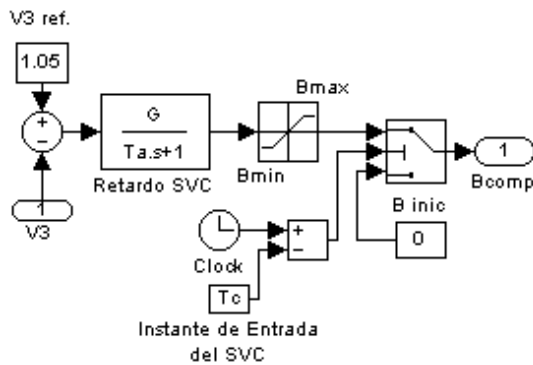 V3 ref.
1.05
+
−
G
Ta.s+1
Retardo SVC
Bmax
Bmin
1
V3
1
Bcomp
B inic
0
Clock
+
−
Tc
Instante de Entrada
del SVC